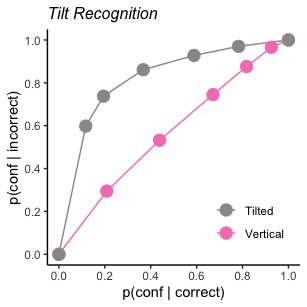 Tilt Recognition
p(conf | incorrect)
1.0
0.8
0.6
0.4
0.2
0.0
Tilted
Vertical
0.0 0.2 0.4 0.6 0.8 1.0
p(conf | correct)